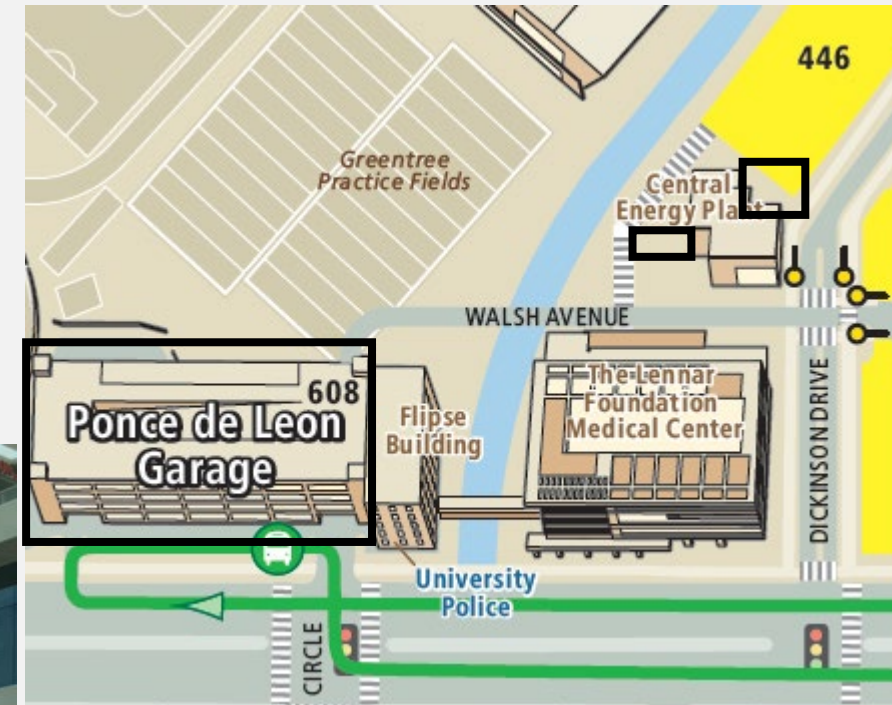 446
Greentree
Practice Fields
Central
Energy Plant
WALSH AVENUE
608
Ponce de Leon
Garage
Flipse
Building
The Lennar
Foundation
Medical Center
DICKINSON DRIVE
University
Police
CIRCLE